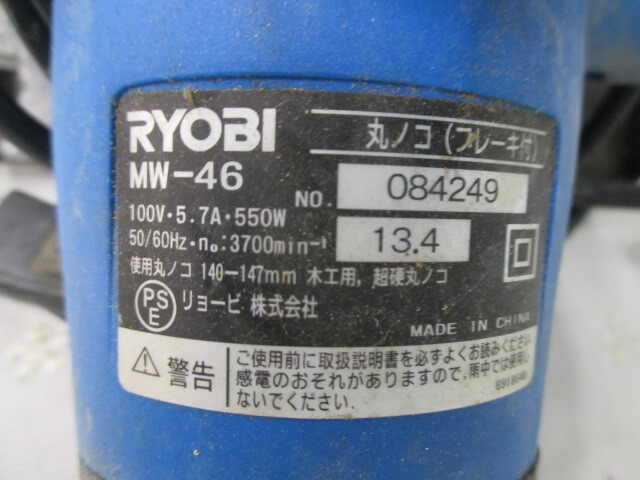 RYOBI
丸ノコ(ブレーキ付)
MW-46
NO. 084249
100V・5.7A・550W
50/60Hz・n₀:3700min⁻¹
13.4
使用丸ノコ 140-147mm 木工用, 超硬丸ノコ
PSE リョービ 株式会社
MADE IN CHINA
警告
ご使用前に取扱説明書を必ずよくお読みください。
感電のおそれがありますので、雨中では使用し
ないでください。